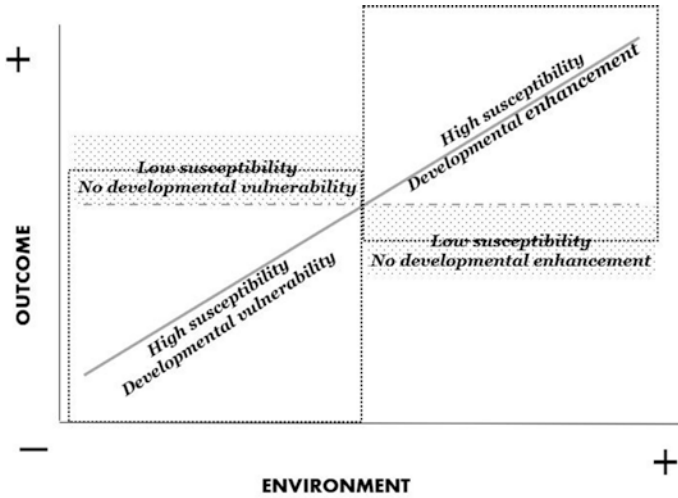 +
High susceptibility
Developmental enhancement
Low susceptibility
No developmental vulnerability
Low susceptibility
No developmental enhancement
High susceptibility
Developmental vulnerability
OUTCOME
—
+
ENVIRONMENT